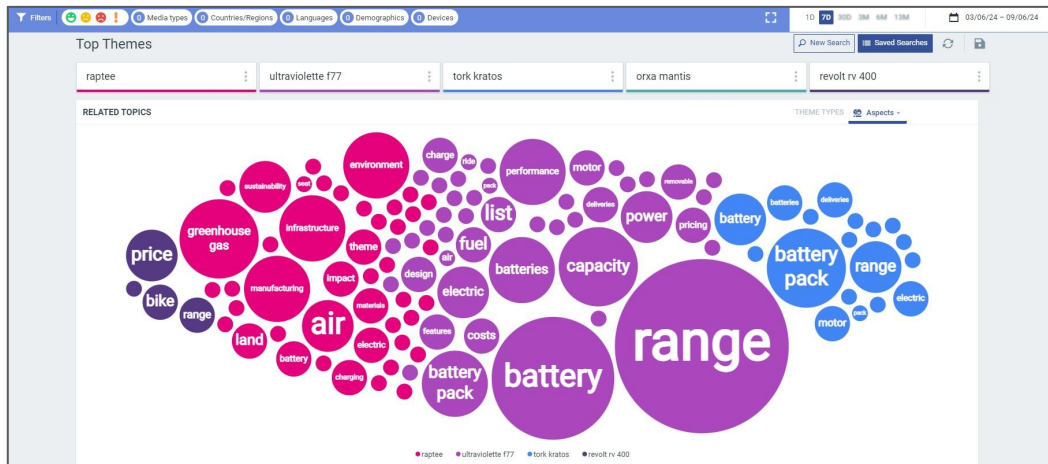 Filters 0 Media types 0 Countries/Regions 0 Languages 0 Demographics 0 Devices 1D 7D 30D 3M 6M 13M 03/06/24 – 09/06/24
Top Themes New Search Saved Searches
raptee ultraviolette f77 tork kratos orxa mantis revolt rv 400
RELATED TOPICS THEME TYPES Aspects
environment
charge
ride
performance
motor
sustainability
seat
pack
removable
deliveries
batteries
deliveries
list
power
pricing
battery
greenhouse
gas
infrastructure
theme
fuel
air
price
batteries
capacity
battery
pack
range
design
impact
manufacturing
electric
bike
range
materials
electric
pack
motor
air
land
features
costs
electric
range
battery
charging
battery
pack
battery
raptee ultraviolette f77 tork kratos revolt rv 400